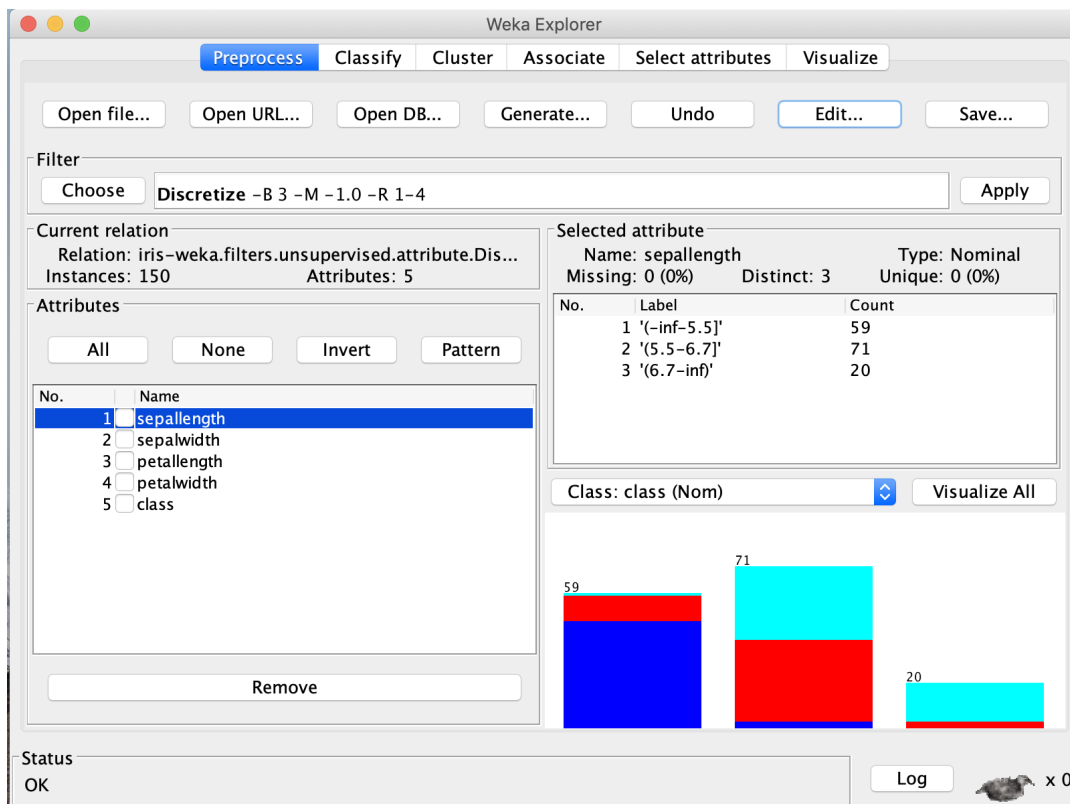 Weka Explorer
Preprocess Classify Cluster Associate Select attributes Visualize
Open file... Open URL... Open DB... Generate... Undo Edit... Save...
Filter
Choose Discretize -B 3 -M -1.0 -R 1-4 Apply
Current relation
Relation: iris-weka.filters.unsupervised.attribute.Dis...
Instances: 150 Attributes: 5
Attributes
All None Invert Pattern
No. Name
1 sepallength
2 sepalwidth
3 petallength
4 petalwidth
5 class
Remove
Selected attribute
Name: sepallength Type: Nominal
Missing: 0 (0%) Distinct: 3 Unique: 0 (0%)
No. Label Count
1 '(-inf-5.5]' 59
2 '(5.5-6.7]' 71
3 '(6.7-inf)' 20
Class: class (Nom) Visualize All
59
71
20
Status
OK
Log x 0